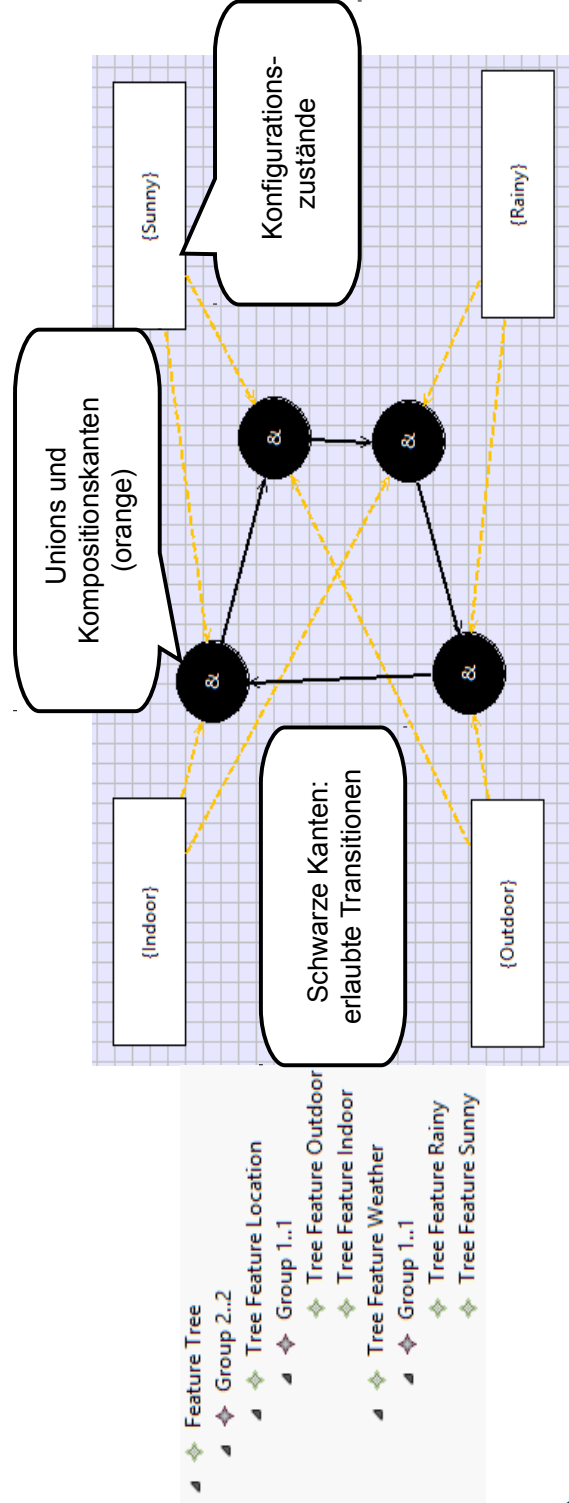 Feature Tree
Group 2..2
Tree Feature Location
Group 1..1
Tree Feature Outdoor
Tree Feature Indoor
Tree Feature Weather
Group 1..1
Tree Feature Rainy
Tree Feature Sunny
{Indoor}
{Outdoor}
Schwarze Kanten:
erlaubte Transitionen
Unions und
Kompositionskanten
(orange)
&
&
&
&
{Sunny}
Konfigurations-
zustände
{Rainy}